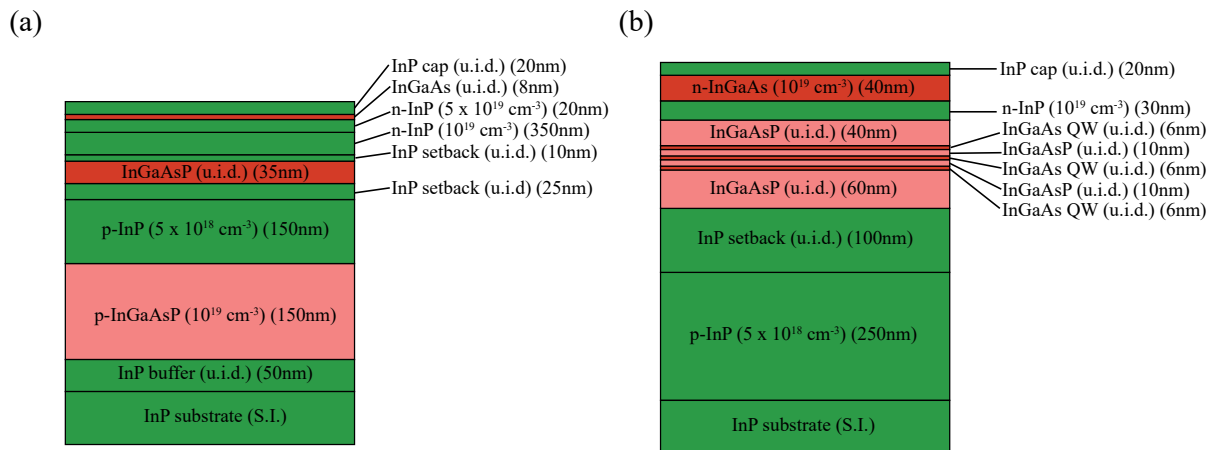 (a)
InP cap (u.i.d.) (20nm)
InGaAs (u.i.d.) (8nm)
n-InP (5 x 10¹⁹ cm⁻³) (20nm)
n-InP (10¹⁹ cm⁻³) (350nm)
InP setback (u.i.d.) (10nm)
InGaAsP (u.i.d.) (35nm)
InP setback (u.i.d) (25nm)
p-InP (5 x 10¹⁸ cm⁻³) (150nm)
p-InGaAsP (10¹⁹ cm⁻³) (150nm)
InP buffer (u.i.d.) (50nm)
InP substrate (S.I.)
(b)
InP cap (u.i.d.) (20nm)
n-InGaAs (10¹⁹ cm⁻³) (40nm)
n-InP (10¹⁹ cm⁻³) (30nm)
InGaAsP (u.i.d.) (40nm)
InGaAs QW (u.i.d.) (6nm)
InGaAsP (u.i.d.) (10nm)
InGaAs QW (u.i.d.) (6nm)
InGaAsP (u.i.d.) (10nm)
InGaAs QW (u.i.d.) (6nm)
InGaAsP (u.i.d.) (60nm)
InP setback (u.i.d.) (100nm)
p-InP (5 x 10¹⁸ cm⁻³) (250nm)
InP substrate (S.I.)